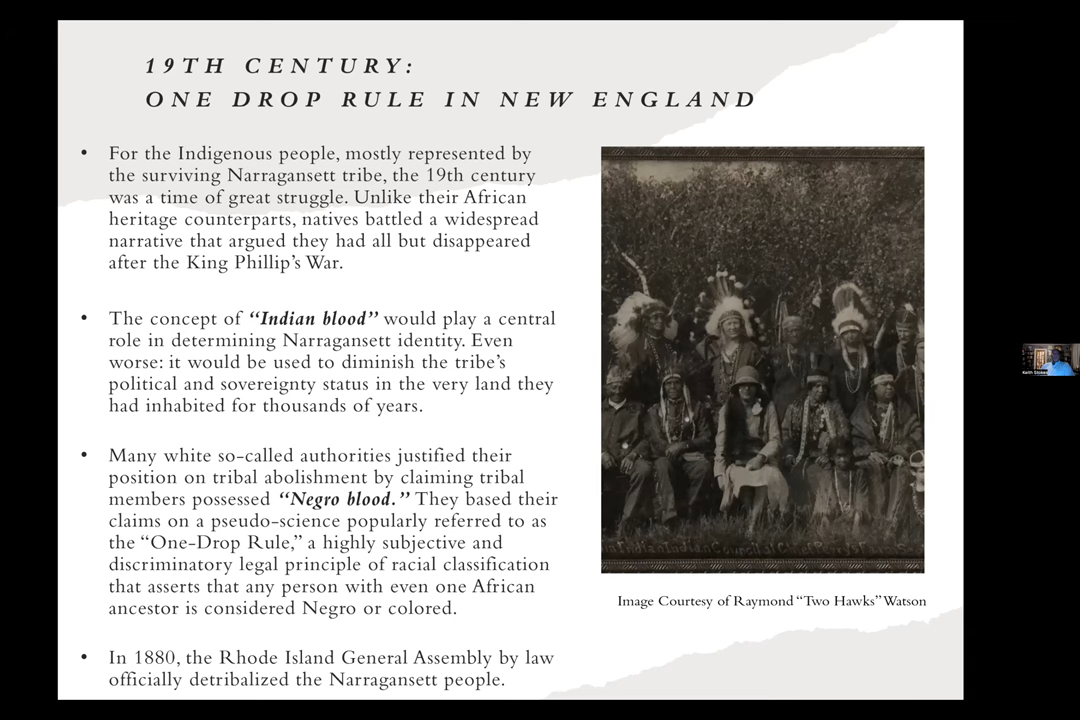 19TH CENTURY:
ONE DROP RULE IN NEW ENGLAND
• For the Indigenous people, mostly represented by
the surviving Narragansett tribe, the 19th century
was a time of great struggle. Unlike their African
heritage counterparts, natives battled a widespread
narrative that argued they had all but disappeared
after the King Phillip's War.
• The concept of “Indian blood” would play a central
role in determining Narragansett identity. Even
worse: it would be used to diminish the tribe's
political and sovereignty status in the very land they
had inhabited for thousands of years.
• Many white so-called authorities justified their
position on tribal abolishment by claiming tribal
members possessed “Negro blood.” They based their
claims on a pseudo-science popularly referred to as
the “One-Drop Rule,” a highly subjective and
discriminatory legal principle of racial classification
that asserts that any person with even one African
ancestor is considered Negro or colored.
• In 1880, the Rhode Island General Assembly by law
officially detribalized the Narragansett people.
Indian Council
Image Courtesy of Raymond “Two Hawks” Watson
Keith Stokes